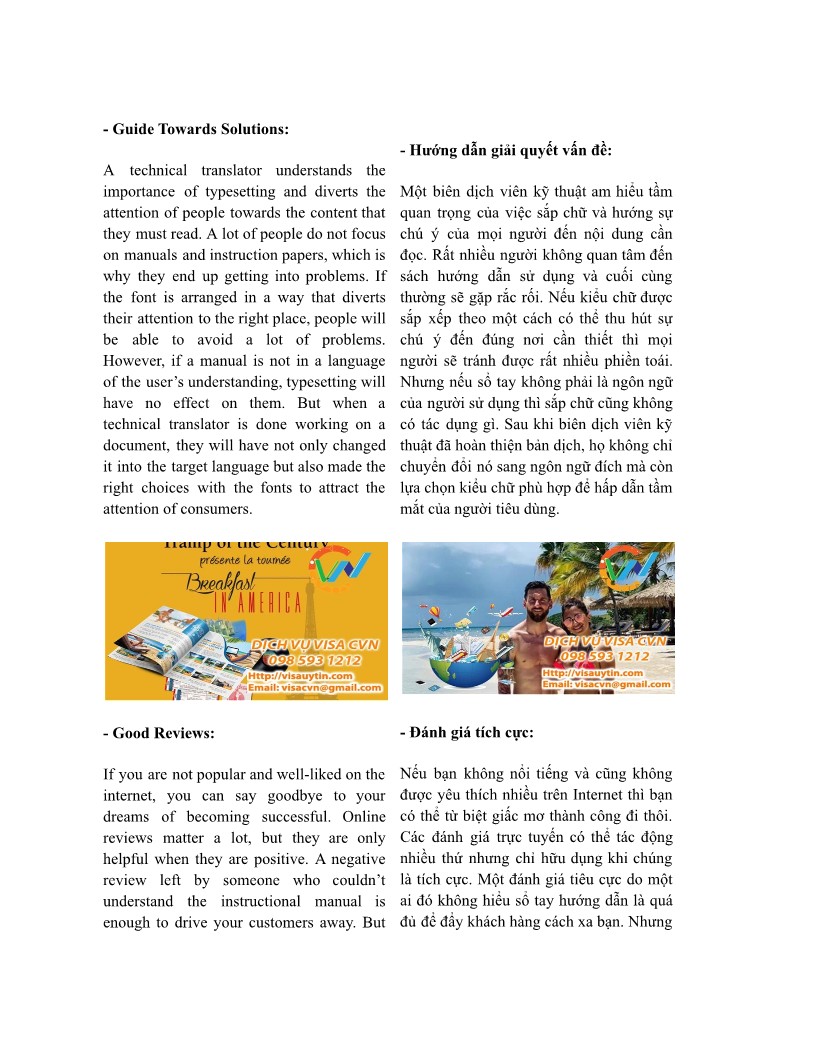 - Guide Towards Solutions:
A technical translator understands the
importance of typesetting and diverts the
attention of people towards the content that
they must read. A lot of people do not focus
on manuals and instruction papers, which is
why they end up getting into problems. If
the font is arranged in a way that diverts
their attention to the right place, people will
be able to avoid a lot of problems.
However, if a manual is not in a language
of the user’s understanding, typesetting will
have no effect on them. But when a
technical translator is done working on a
document, they will have not only changed
it into the target language but also made the
right choices with the fonts to attract the
attention of consumers.
Tramp of the Century
présente la tournée
Breakfast
IN AMERICA
DỊCH VỤ VISA CVN
098 593 1212
Http://visauytin.com
Email: visacvn@gmail.com
- Good Reviews:
If you are not popular and well-liked on the
internet, you can say goodbye to your
dreams of becoming successful. Online
reviews matter a lot, but they are only
helpful when they are positive. A negative
review left by someone who couldn’t
understand the instructional manual is
enough to drive your customers away. But
- Hướng dẫn giải quyết vấn đề:
Một biên dịch viên kỹ thuật am hiểu tầm
quan trọng của việc sắp chữ và hướng sự
chú ý của mọi người đến nội dung cần
đọc. Rất nhiều người không quan tâm đến
sách hướng dẫn sử dụng và cuối cùng
thường sẽ gặp rắc rối. Nếu kiểu chữ được
sắp xếp theo một cách có thể thu hút sự
chú ý đến đúng nơi cần thiết thì mọi
người sẽ tránh được rất nhiều phiền toái.
Nhưng nếu sổ tay không phải là ngôn ngữ
của người sử dụng thì sắp chữ cũng không
có tác dụng gì. Sau khi biên dịch viên kỹ
thuật đã hoàn thiện bản dịch, họ không chỉ
chuyển đổi nó sang ngôn ngữ đích mà còn
lựa chọn kiểu chữ phù hợp để hấp dẫn tầm
mắt của người tiêu dùng.
DỊCH VỤ VISA CVN
098 593 1212
Http://visauytin.com
Email: visacvn@gmail.com
- Đánh giá tích cực:
Nếu bạn không nổi tiếng và cũng không
được yêu thích nhiều trên Internet thì bạn
có thể từ biệt giấc mơ thành công đi thôi.
Các đánh giá trực tuyến có thể tác động
nhiều thứ nhưng chỉ hữu dụng khi chúng
là tích cực. Một đánh giá tiêu cực do một
ai đó không hiểu sổ tay hướng dẫn là quá
đủ để đẩy khách hàng cách xa bạn. Nhưng